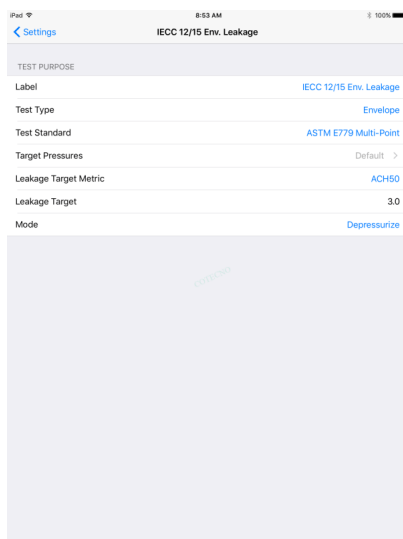 iPad 8:53 AM 100%
Settings IECC 12/15 Env. Leakage
TEST PURPOSE
Label IECC 12/15 Env. Leakage
Test Type Envelope
Test Standard ASTM E779 Multi-Point
Target Pressures Default
Leakage Target Metric ACH50
Leakage Target 3.0
Mode Depressurize